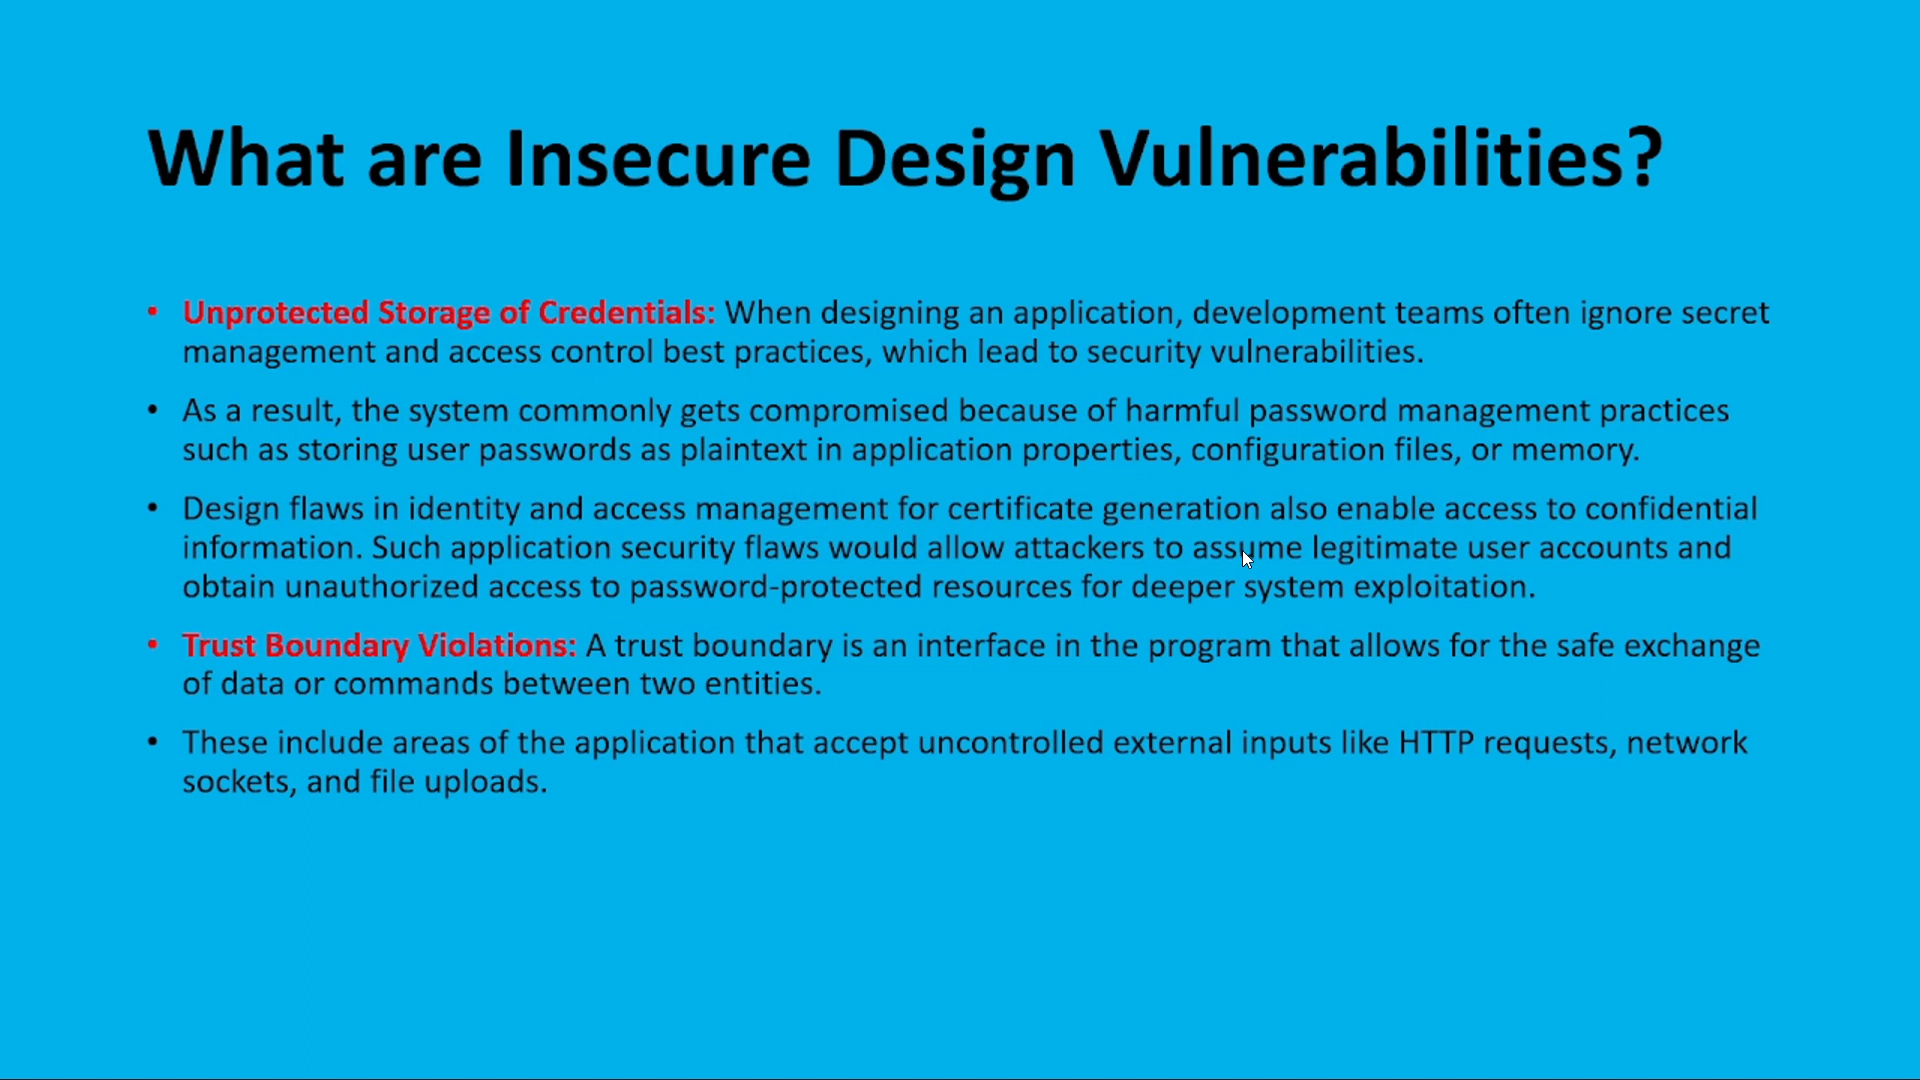 What are Insecure Design Vulnerabilities?
• Unprotected Storage of Credentials: When designing an application, development teams often ignore secret
management and access control best practices, which lead to security vulnerabilities.
• As a result, the system commonly gets compromised because of harmful password management practices
such as storing user passwords as plaintext in application properties, configuration files, or memory.
• Design flaws in identity and access management for certificate generation also enable access to confidential
information. Such application security flaws would allow attackers to assume legitimate user accounts and
obtain unauthorized access to password-protected resources for deeper system exploitation.
• Trust Boundary Violations: A trust boundary is an interface in the program that allows for the safe exchange
of data or commands between two entities.
• These include areas of the application that accept uncontrolled external inputs like HTTP requests, network
sockets, and file uploads.